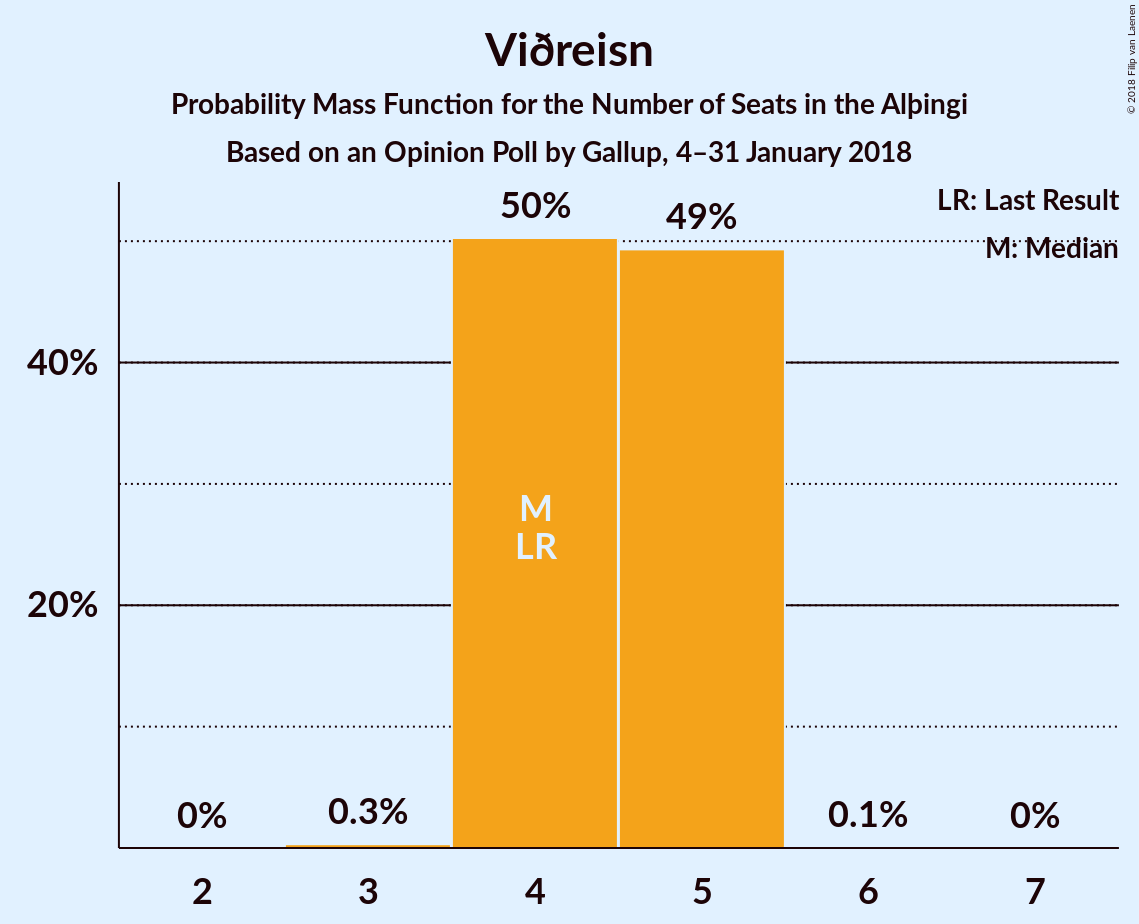 Viðreisn
Probability Mass Function for the Number of Seats in the Alþingi
Based on an Opinion Poll by Gallup, 4–31 January 2018
© 2018 Filip van Laenen
LR: Last Result
M: Median
50%
49%
40%
M
LR
20%
0%
0.3%
0.1%
0%
2
3
4
5
6
7